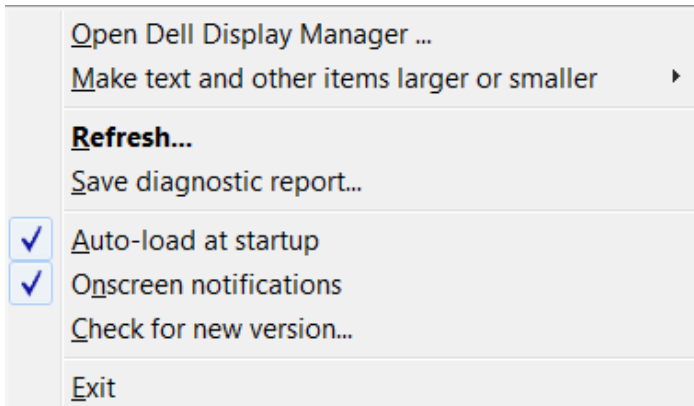 Open Dell Display Manager ...
Make text and other items larger or smaller
Refresh...
Save diagnostic report...
Auto-load at startup
Onscreen notifications
Check for new version...
Exit